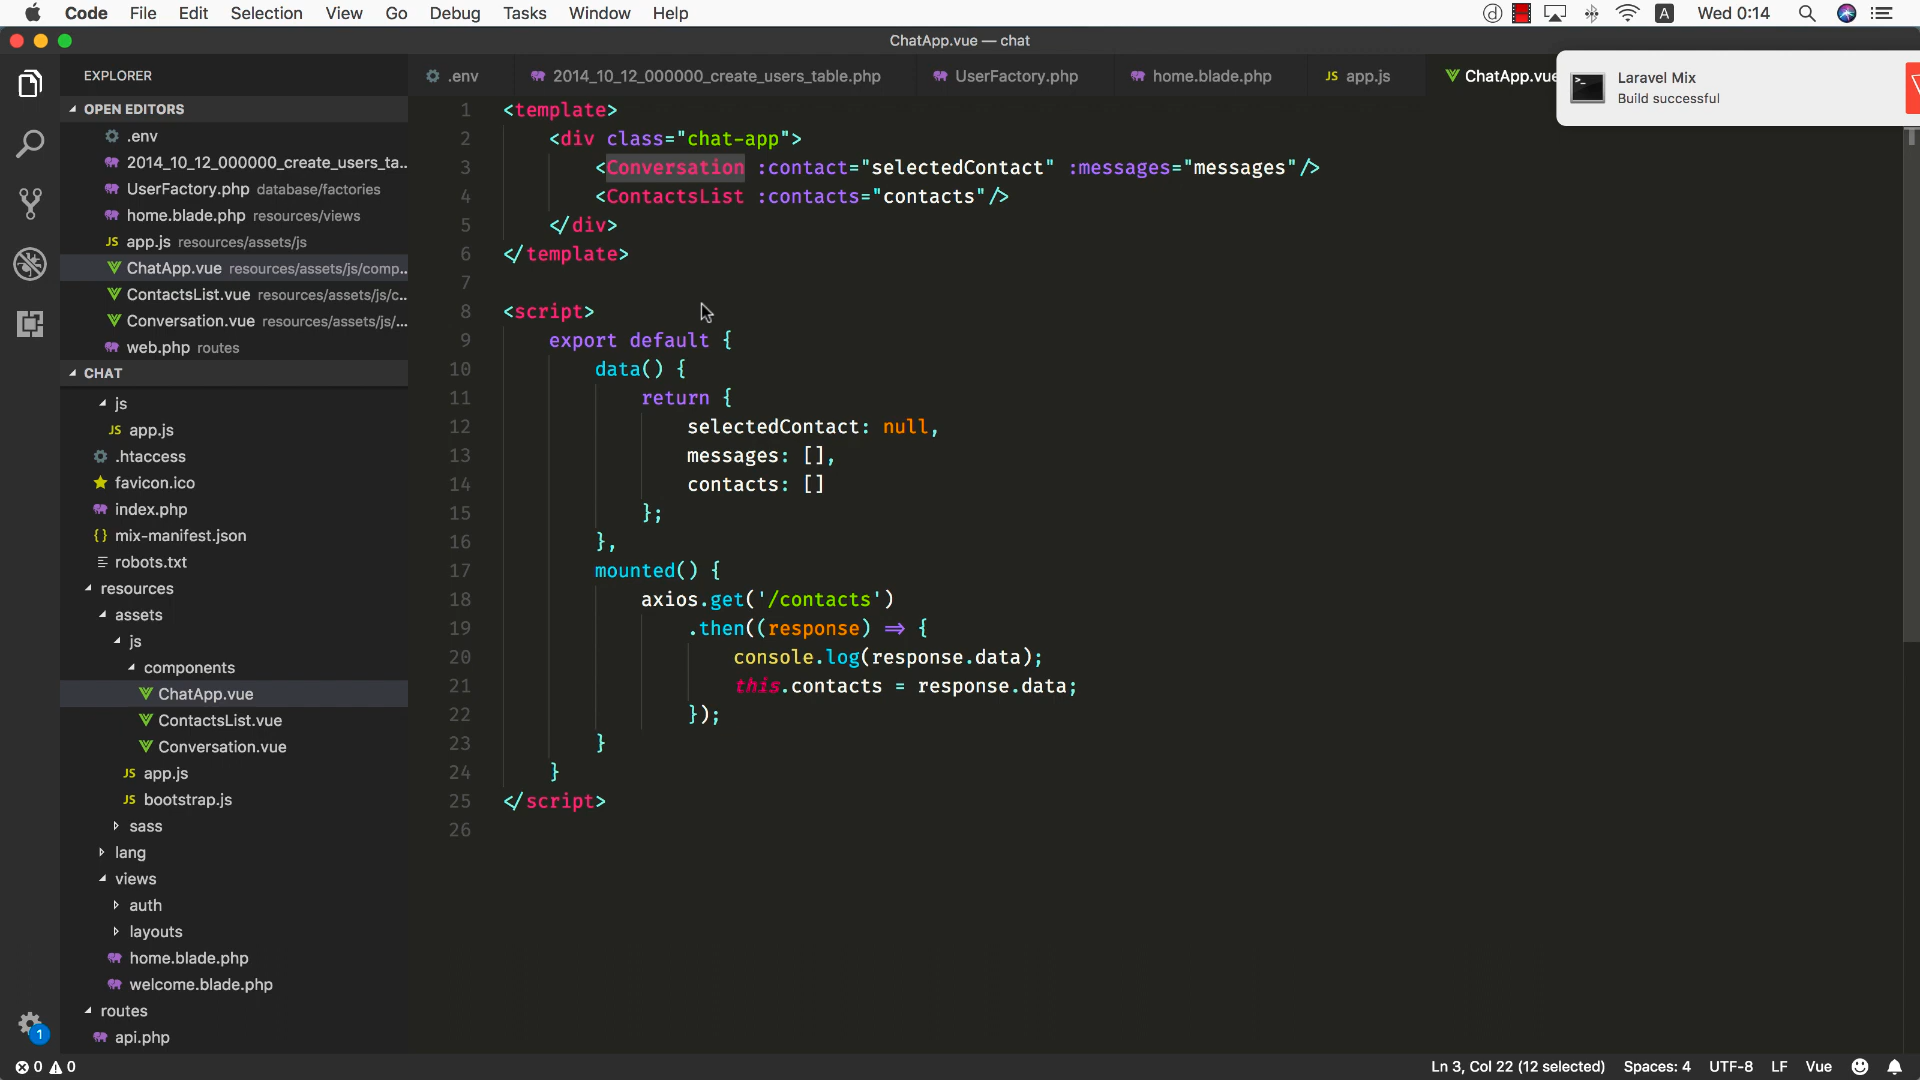 Code File Edit Selection View Go Debug Tasks Window Help
A Wed 0:14
ChatApp.vue — chat
EXPLORER
.env 2014_10_12_000000_create_users_table.php UserFactory.php home.blade.php JS app.js ChatApp.vue
Laravel Mix
Build successful
OPEN EDITORS
.env
2014_10_12_000000_create_users_ta...
UserFactory.php database/factories
home.blade.php resources/views
JS app.js resources/assets/js
ChatApp.vue resources/assets/js/comp...
ContactsList.vue resources/assets/js/c...
Conversation.vue resources/assets/js/...
web.php routes
CHAT
js
JS app.js
.htaccess
favicon.ico
index.php
{} mix-manifest.json
robots.txt
resources
assets
js
components
ChatApp.vue
ContactsList.vue
Conversation.vue
JS app.js
JS bootstrap.js
sass
lang
views
auth
layouts
home.blade.php
welcome.blade.php
routes
api.php
1
1 <template>
2 <div class="chat-app">
3 <Conversation :contact="selectedContact" :messages="messages"/>
4 <ContactsList :contacts="contacts"/>
5 </div>
6 </template>
7
8 <script>
9 export default {
10 data() {
11 return {
12 selectedContact: null,
13 messages: [],
14 contacts: []
15 };
16 },
17 mounted() {
18 axios.get('/contacts')
19 .then((response) => {
20 console.log(response.data);
21 this.contacts = response.data;
22 });
23 }
24 }
25 </script>
26
0 0
Ln 3, Col 22 (12 selected) Spaces: 4 UTF-8 LF Vue